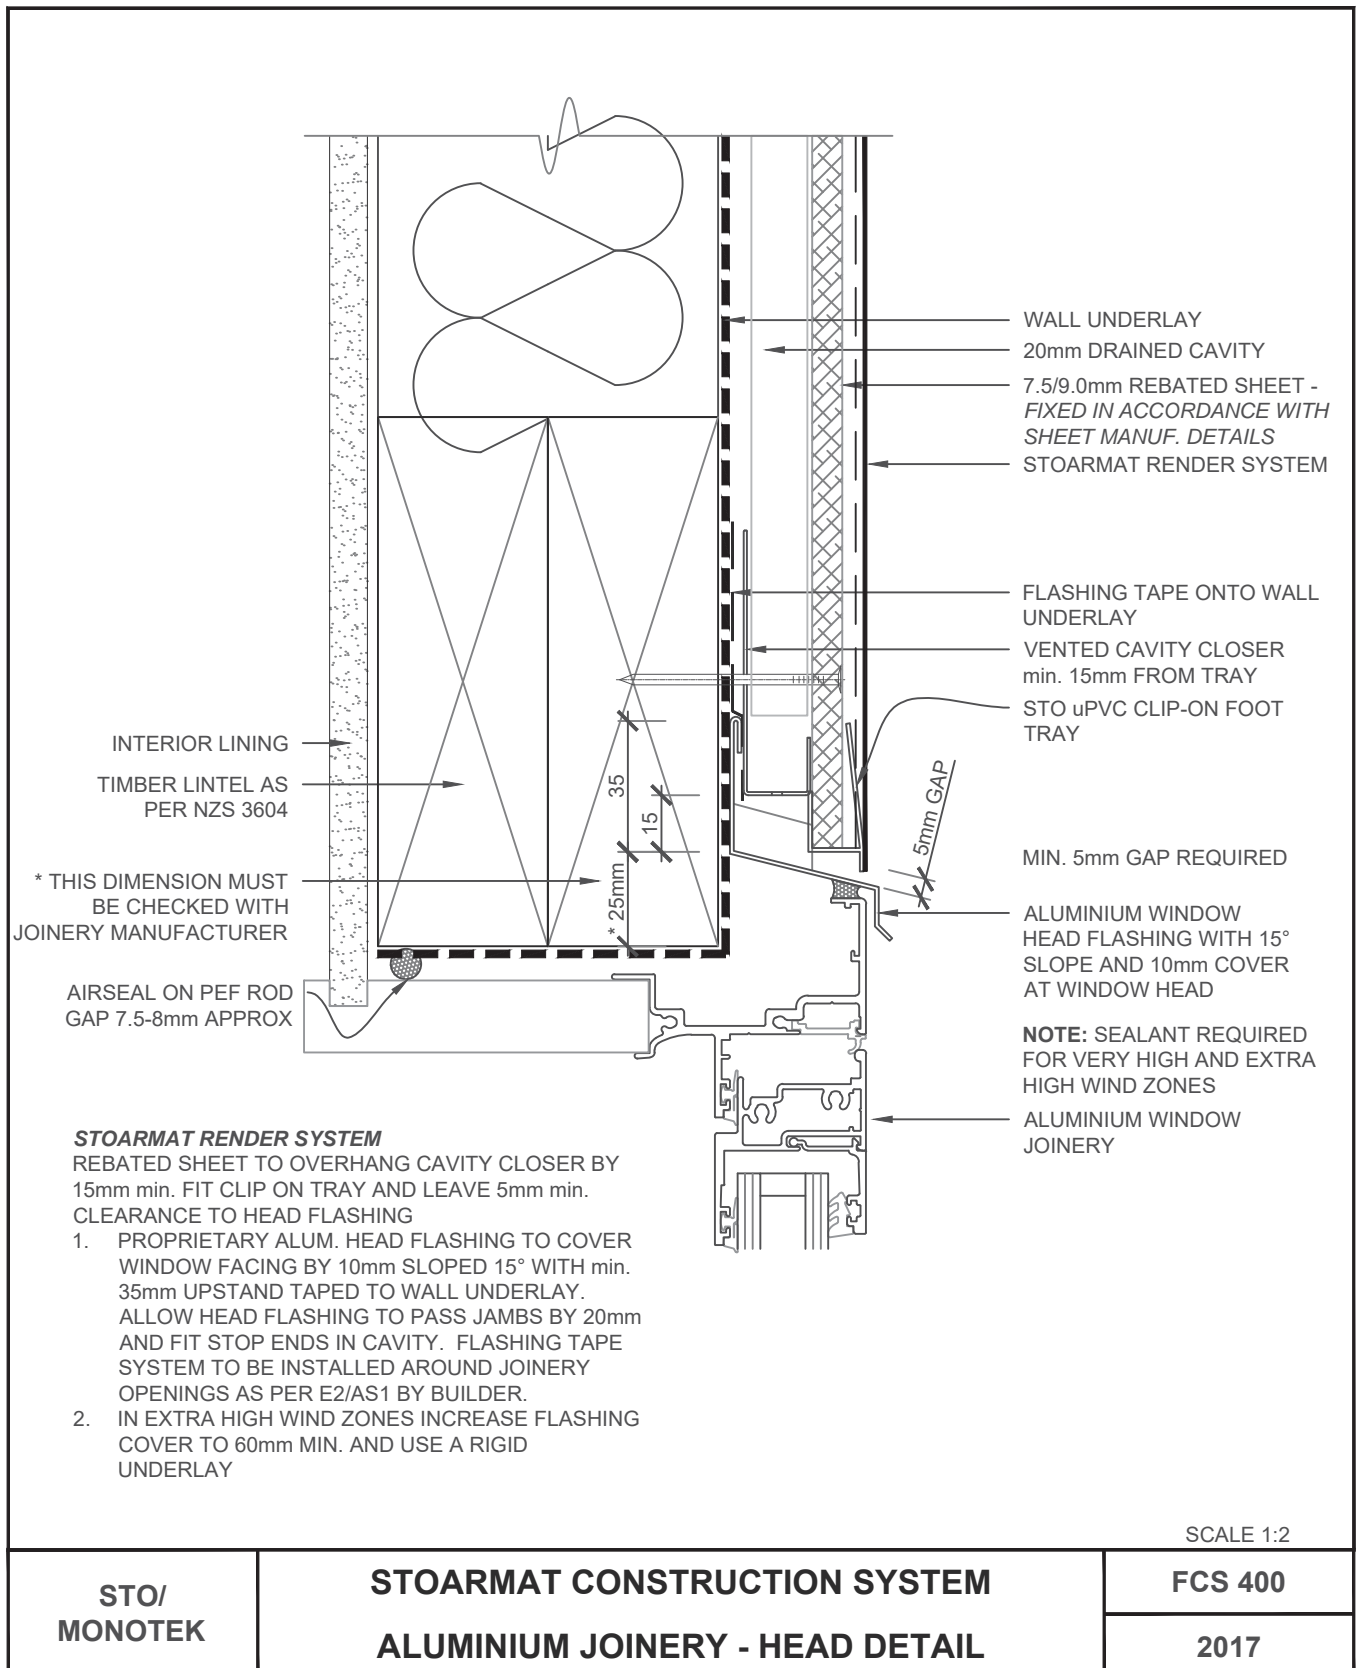 WALL UNDERLAY
20mm DRAINED CAVITY
7.5/9.0mm REBATED SHEET -
FIXED IN ACCORDANCE WITH
SHEET MANUF. DETAILS
STOARMAT RENDER SYSTEM
FLASHING TAPE ONTO WALL
UNDERLAY
VENTED CAVITY CLOSER
min. 15mm FROM TRAY
STO uPVC CLIP-ON FOOT
TRAY
INTERIOR LINING
TIMBER LINTEL AS
PER NZS 3604
35
15
* 25mm
5mm GAP
* THIS DIMENSION MUST
BE CHECKED WITH
JOINERY MANUFACTURER
AIRSEAL ON PEF ROD
GAP 7.5-8mm APPROX
MIN. 5mm GAP REQUIRED
ALUMINIUM WINDOW
HEAD FLASHING WITH 15°
SLOPE AND 10mm COVER
AT WINDOW HEAD
NOTE: SEALANT REQUIRED
FOR VERY HIGH AND EXTRA
HIGH WIND ZONES
ALUMINIUM WINDOW
JOINERY
STOARMAT RENDER SYSTEM
REBATED SHEET TO OVERHANG CAVITY CLOSER BY
15mm min. FIT CLIP ON TRAY AND LEAVE 5mm min.
CLEARANCE TO HEAD FLASHING
1. PROPRIETARY ALUM. HEAD FLASHING TO COVER
WINDOW FACING BY 10mm SLOPED 15° WITH min.
35mm UPSTAND TAPED TO WALL UNDERLAY.
ALLOW HEAD FLASHING TO PASS JAMBS BY 20mm
AND FIT STOP ENDS IN CAVITY. FLASHING TAPE
SYSTEM TO BE INSTALLED AROUND JOINERY
OPENINGS AS PER E2/AS1 BY BUILDER.
2. IN EXTRA HIGH WIND ZONES INCREASE FLASHING
COVER TO 60mm MIN. AND USE A RIGID
UNDERLAY
SCALE 1:2
STO/
MONOTEK
STOARMAT CONSTRUCTION SYSTEM
ALUMINIUM JOINERY - HEAD DETAIL
FCS 400
2017